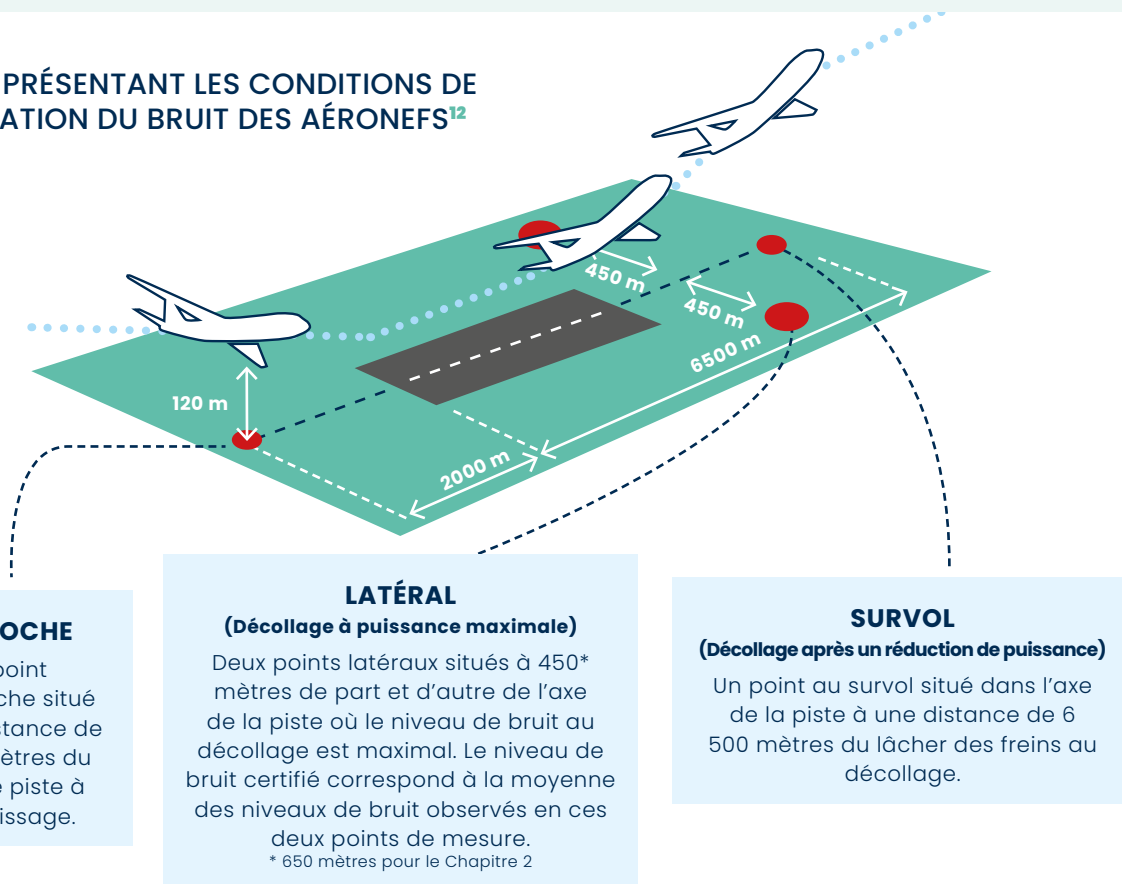 PRÉSENTANT LES CONDITIONS DE
ATION DU BRUIT DES AÉRONEFS¹²
450 m
450 m
6500 m
120 m
2000 m
OCHE
point
che situé
stance de
ètres du
e piste à
issage.
LATÉRAL
(Décollage à puissance maximale)
Deux points latéraux situés à 450*
mètres de part et d’autre de l’axe
de la piste où le niveau de bruit au
décollage est maximal. Le niveau de
bruit certifié correspond à la moyenne
des niveaux de bruit observés en ces
deux points de mesure.
* 650 mètres pour le Chapitre 2
SURVOL
(Décollage après un réduction de puissance)
Un point au survol situé dans l’axe
de la piste à une distance de 6
500 mètres du lâcher des freins au
décollage.